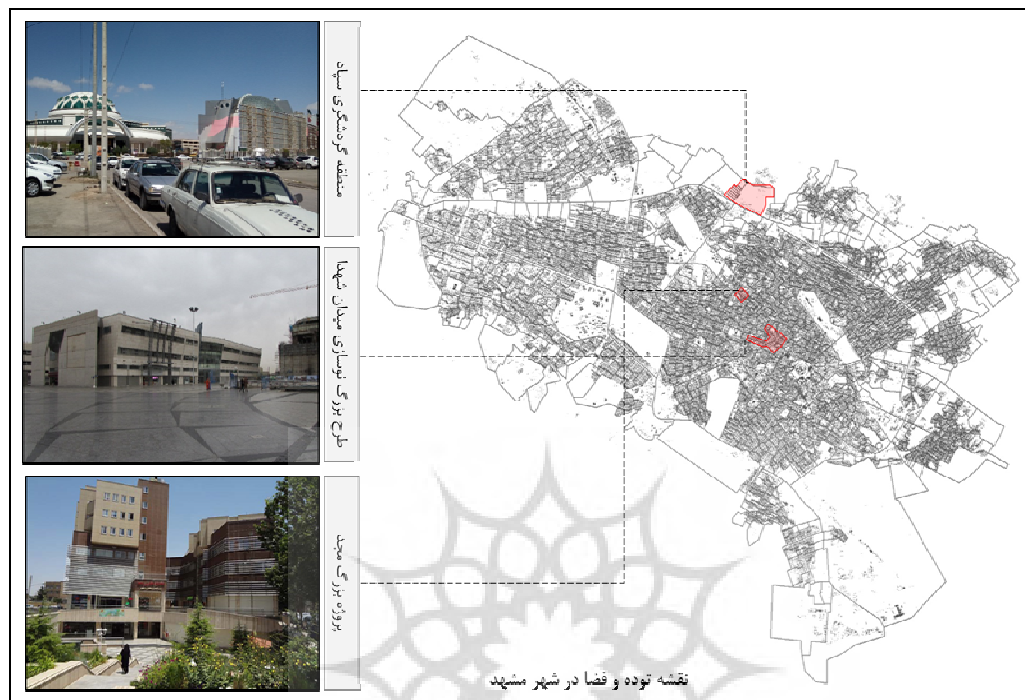 منطقه گردشگری سپاد
طرح بزرگ نوسازی میدان شهدا
پروژه بزرگ مجد
نقشه توده و فضا در شهر مشهد